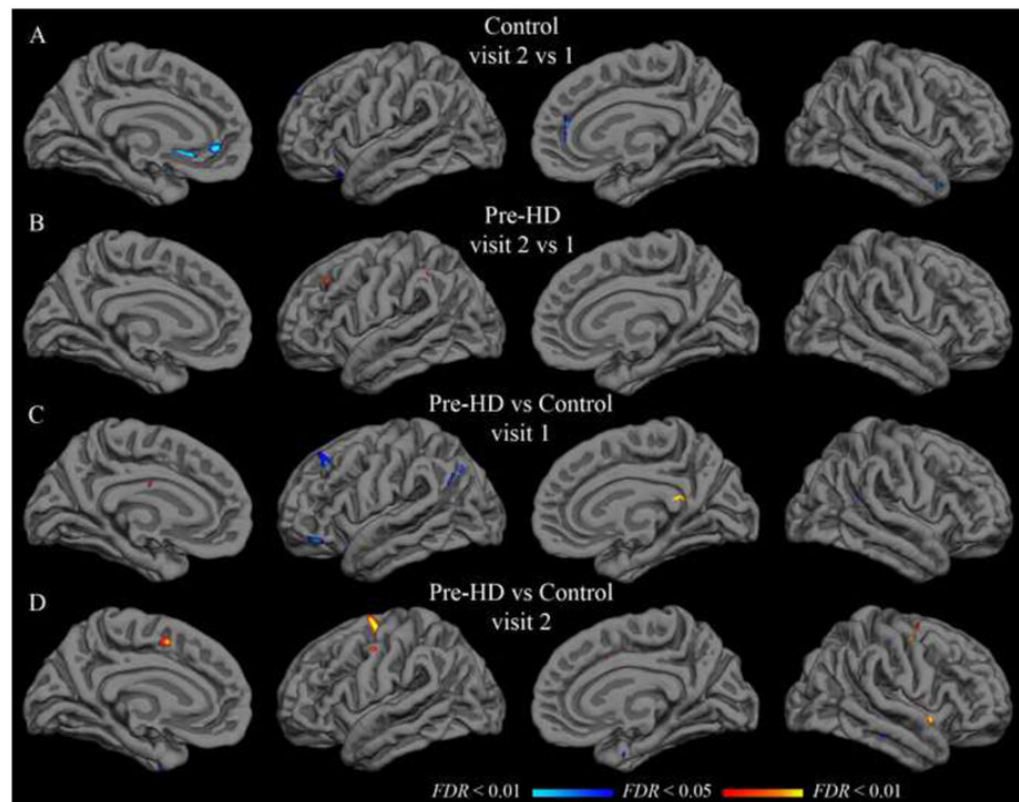 A
Control
visit 2 vs 1
B
Pre-HD
visit 2 vs 1
C
Pre-HD vs Control
visit 1
D
Pre-HD vs Control
visit 2
FDR < 0.01 FDR < 0.05 FDR < 0.01